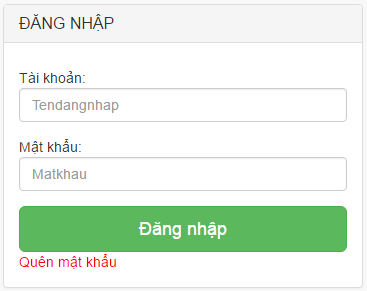 ĐĂNG NHẬP
Tài khoản:
Tendangnhap
Mật khẩu:
Matkhau
Đăng nhập
Quên mật khẩu